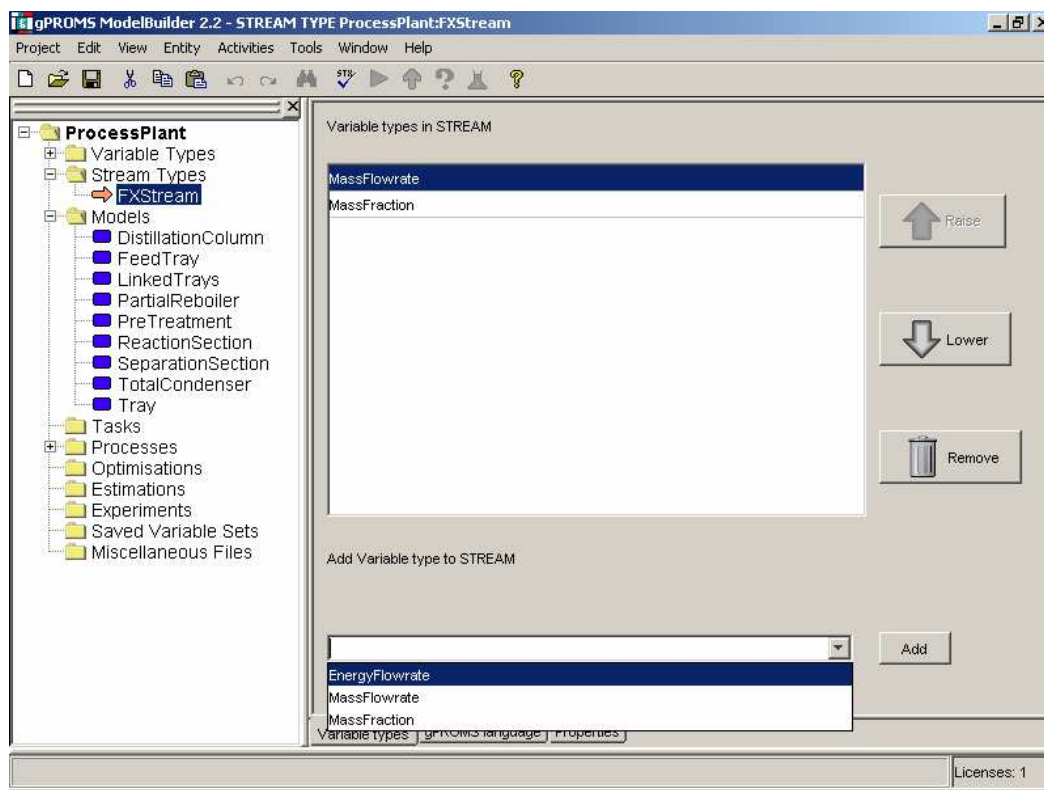 gPROMS ModelBuilder 2.2 - STREAM TYPE ProcessPlant:FXStream
Project Edit View Entity Activities Tools Window Help
ProcessPlant
Variable Types
Stream Types
FXStream
Models
DistillationColumn
FeedTray
LinkedTrays
PartialReboiler
PreTreatment
ReactionSection
SeparationSection
TotalCondenser
Tray
Tasks
Processes
Optimisations
Estimations
Experiments
Saved Variable Sets
Miscellaneous Files
Variable types in STREAM
MassFlowrate
MassFraction
Raise
Lower
Remove
Add Variable type to STREAM
Add
EnergyFlowrate
MassFlowrate
MassFraction
Variable types gPROMS language Properties
Licenses: 1